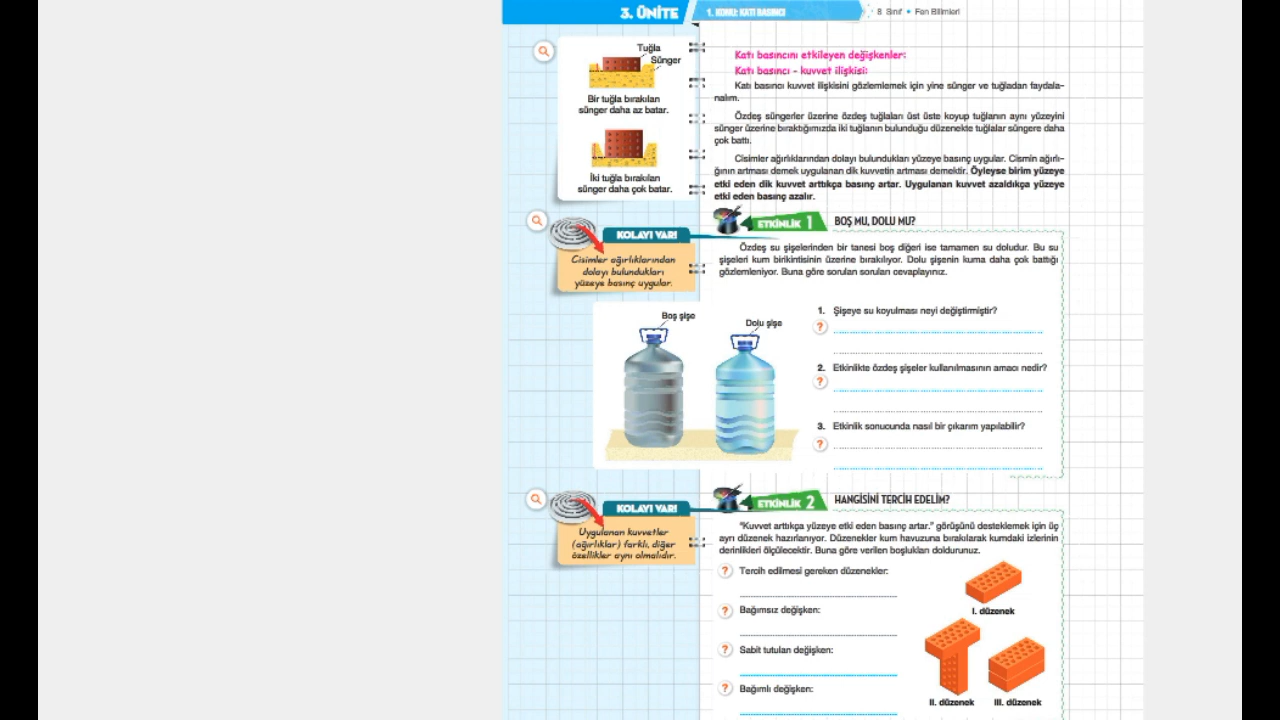 3. ÜNİTE
1. KONU: KATI BASINCI
8. Sınıf • Fen Bilimleri
Tuğla
Sünger
Bir tuğla bırakılan
sünger daha az batar.
İki tuğla bırakılan
sünger daha çok batar.
Katı basıncını etkileyen değişkenler:
Katı basıncı - kuvvet ilişkisi:
Katı basıncı kuvvet ilişkisini gözlemlemek için yine sünger ve tuğladan faydala-
nalım.
Özdeş süngerler üzerine özdeş tuğlaları üst üste koyup tuğlanın aynı yüzeyini
sünger üzerine bıraktığımızda iki tuğlanın bulunduğu düzenekte tuğlalar süngere daha
çok battı.
Cisimler ağırlıklarından dolayı bulundukları yüzeye basınç uygular. Cismin ağırlı-
ğının artması demek uygulanan dik kuvvetin artması demektir. Öyleyse birim yüzeye
etki eden dik kuvvet arttıkça basınç artar. Uygulanan kuvvet azaldıkça yüzeye
etki eden basınç azalır.
KOLAYI VAR!
Cisimler ağırlıklarından
dolayı bulundukları
yüzeye basınç uygular.
ETKİNLİK 1
BOŞ MU, DOLU MU?
Özdeş su şişelerinden bir tanesi boş diğeri ise tamamen su doludur. Bu su
şişeleri kum birikintisinin üzerine bırakılıyor. Dolu şişenin kuma daha çok battığı
gözlemleniyor. Buna göre sorulan soruları cevaplayınız.
Boş şişe
Dolu şişe
1. Şişeye su koyulması neyi değiştirmiştir?
?
2. Etkinlikte özdeş şişeler kullanılmasının amacı nedir?
?
3. Etkinlik sonucunda nasıl bir çıkarım yapılabilir?
?
KOLAYI VAR!
Uygulanan kuvvetler
(ağırlıklar) farklı, diğer
özellikler aynı olmalıdır.
ETKİNLİK 2
HANGİSİNİ TERCİH EDELİM?
"Kuvvet arttıkça yüzeye etki eden basınç artar." görüşünü desteklemek için üç
ayrı düzenek hazırlanıyor. Düzenekler kum havuzuna bırakılarak kumdaki izlerinin
derinlikleri ölçülecektir. Buna göre verilen boşlukları doldurunuz.
? Tercih edilmesi gereken düzenekler:
? Bağımsız değişken:
? Sabit tutulan değişken:
? Bağımlı değişken:
I. düzenek
II. düzenek
III. düzenek